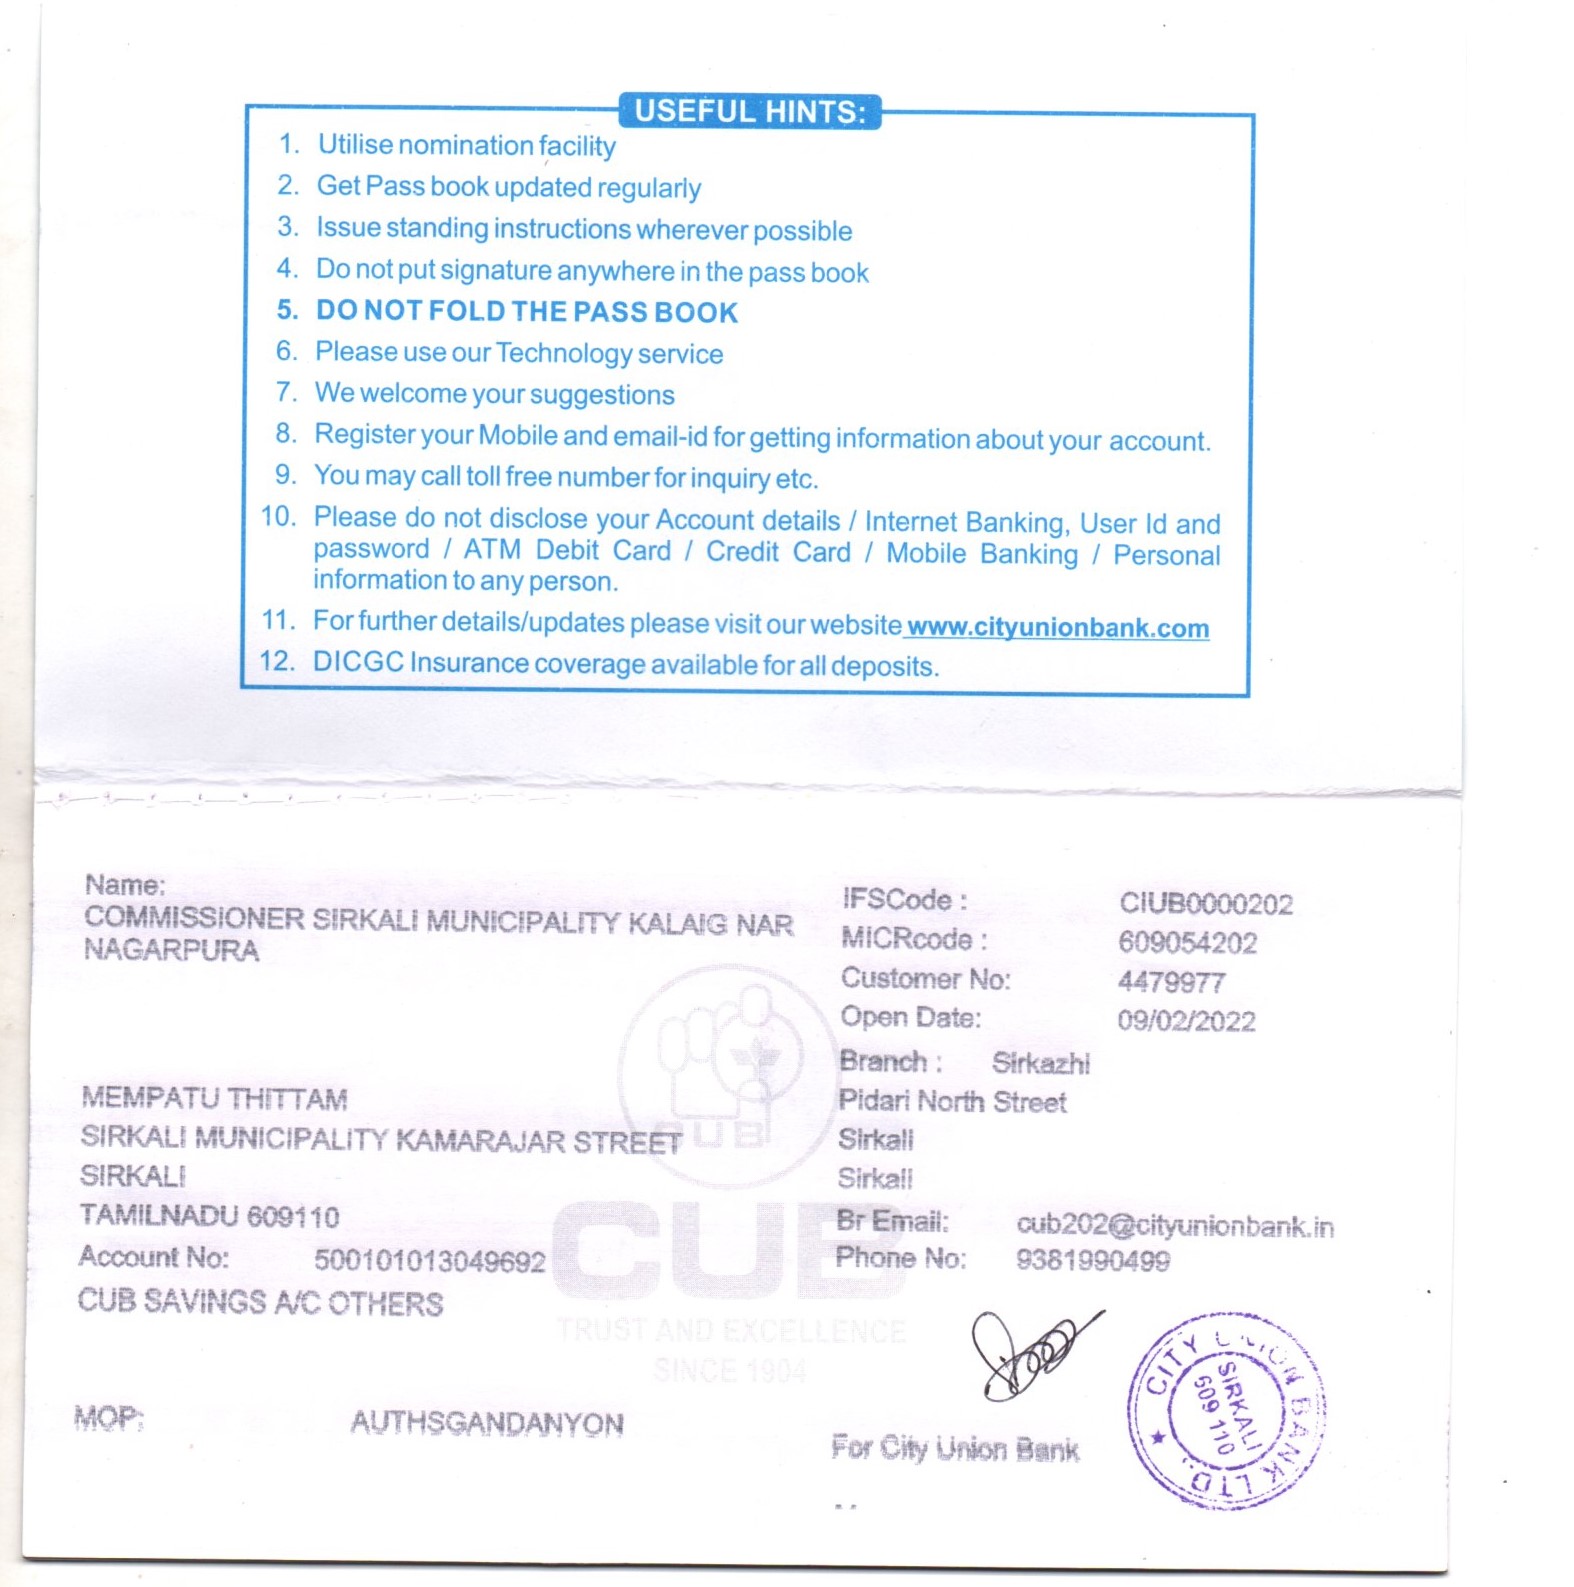 USEFUL HINTS:
1. Utilise nomination facility
2. Get Pass book updated regularly
3. Issue standing instructions wherever possible
4. Do not put signature anywhere in the pass book
5. DO NOT FOLD THE PASS BOOK
6. Please use our Technology service
7. We welcome your suggestions
8. Register your Mobile and email-id for getting information about your account.
9. You may call toll free number for inquiry etc.
10. Please do not disclose your Account details / Internet Banking, User Id and
password / ATM Debit Card / Credit Card / Mobile Banking / Personal
information to any person.
11. For further details/updates please visit our website www.cityunionbank.com
12. DICGC Insurance coverage available for all deposits.
Name:
COMMISSIONER SIRKALI MUNICIPALITY KALAIG NAR
NAGARPURA
MEMPATU THITTAM
SIRKALI MUNICIPALITY KAMARAJAR STREET
SIRKALI
TAMILNADU 609110
Account No: 500101013049692
CUB SAVINGS A/C OTHERS
MOP: AUTHSGANDANYON
IFSCode : CIUB0000202
MICRcode : 609054202
Customer No: 4479977
Open Date: 09/02/2022
Branch : Sirkazhi
Pidari North Street
Sirkali
Sirkali
Br Email: cub202@cityunionbank.in
Phone No: 9381990499
For City Union Bank
CUB
CUB
TRUST AND EXCELLENCE
SINCE 1904
CITY UNION BANK LTD.
SIRKALI
609 110